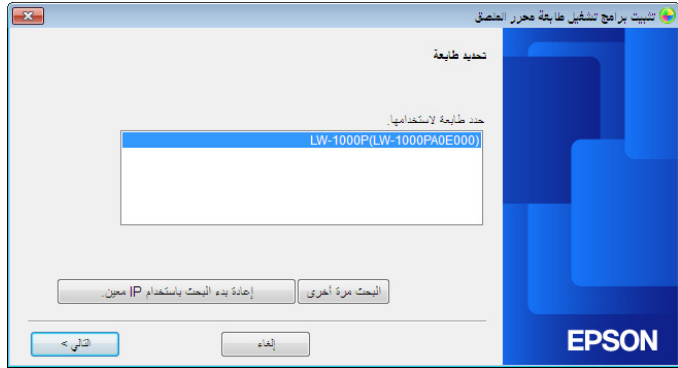 تثبيت برامج تشغيل طابعة محرر الملصق
تحديد طابعة
حدد طابعة لاستخدامها.
LW-1000P(LW-1000PA0E000)
البحث مرة أخرى
إعادة بدء البحث باستخدام IP معين.
إلغاء
التالي >
EPSON